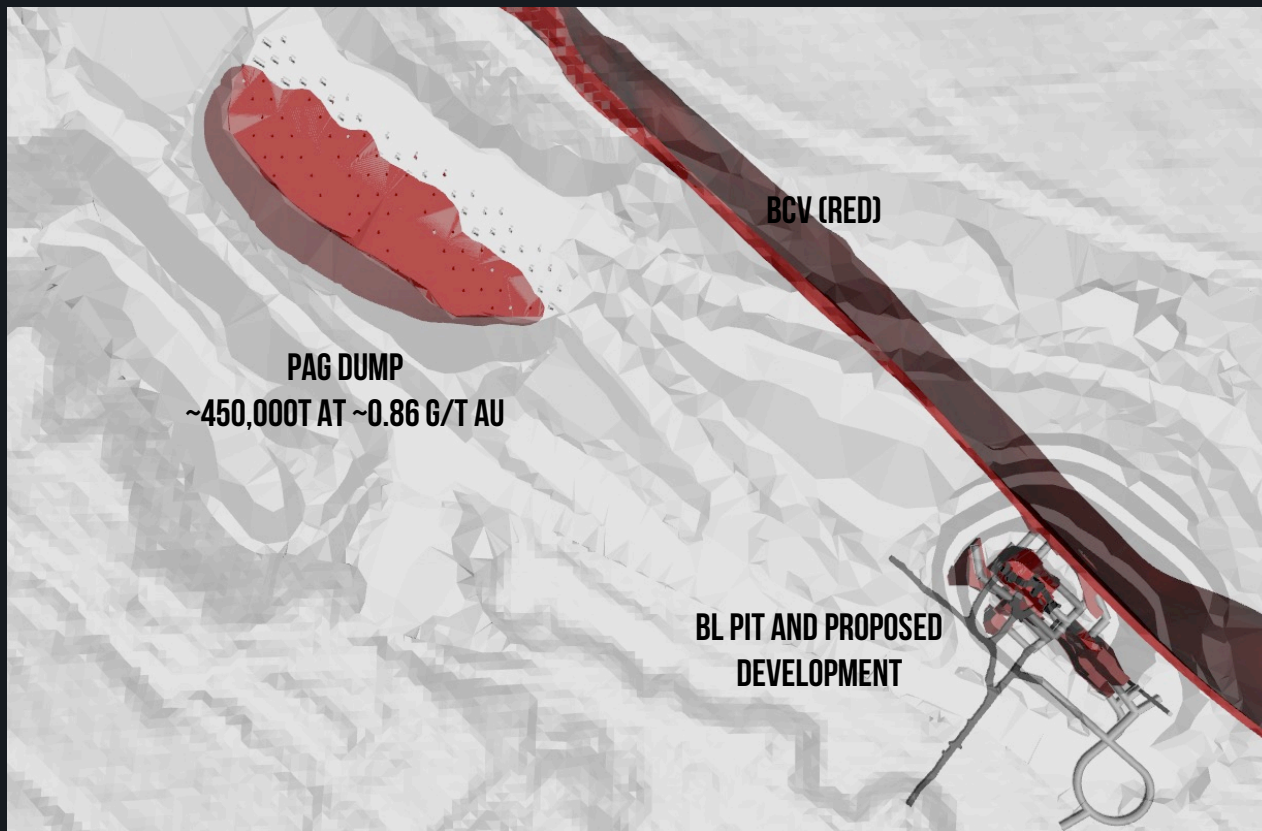 BCV (RED)
PAG DUMP
~450,000T AT ~0.86 G/T AU
BL PIT AND PROPOSED
DEVELOPMENT